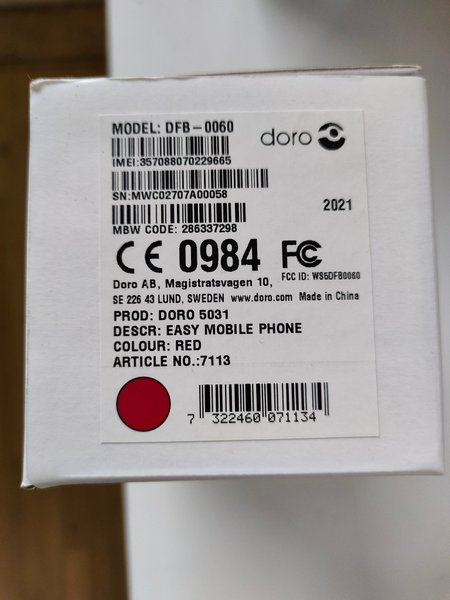 MODEL: DFB-0060
doro
IMEI:357088070229665
SN:MWC02707A00058
2021
MBW CODE: 286337298
CE 0984 FC
FCC ID: WS5DFB0060
Doro AB, Magistratsvagen 10,
SE 226 43 LUND, SWEDEN www.doro.com Made in China
PROD: DORO 5031
DESCR: EASY MOBILE PHONE
COLOUR: RED
ARTICLE NO.:7113
7 322460 071134